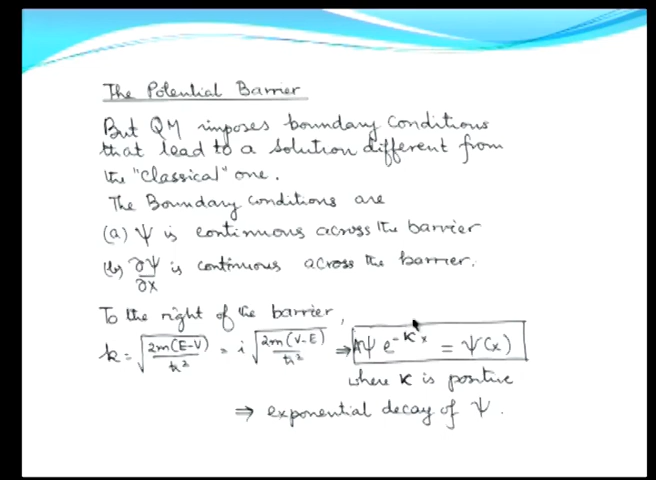 The Potential Barrier
But QM imposes boundary conditions
that lead to a solution different from
the "classical" one.
The Boundary conditions are
(a) ψ is continuous across the barrier
(b) ∂ψ/∂x is continuous across the barrier.
To the right of the barrier,
k = √(2m(E-V)/ħ²) = i √(2m(V-E)/ħ²) ⇒ Aψ e^(-κx) = ψ(x)
where κ is positive
⇒ exponential decay of ψ.